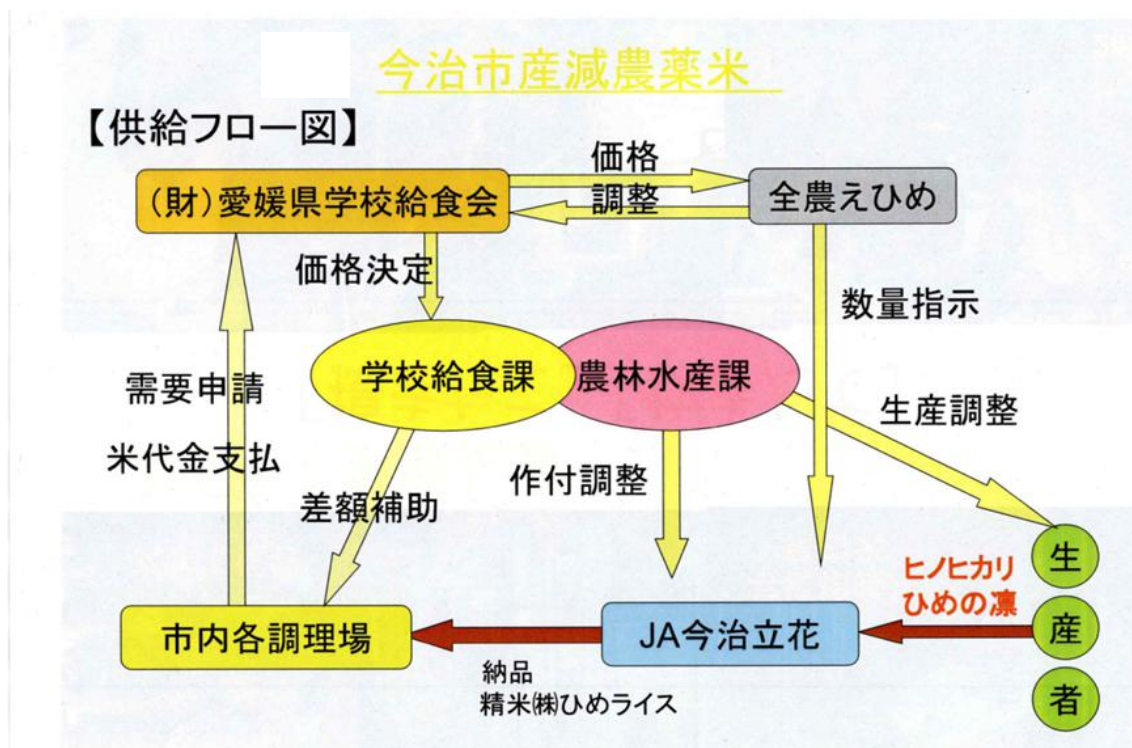 今治市産減農薬米
【供給フロー図】
価格
調整
(財)愛媛県学校給食会
全農えひめ
価格決定
数量指示
学校給食課
農林水産課
需要申請
米代金支払
生産調整
作付調整
差額補助
ヒノヒカリ
ひめの凛
生
産
者
市内各調理場
JA今治立花
納品
精米㈱ひめライス